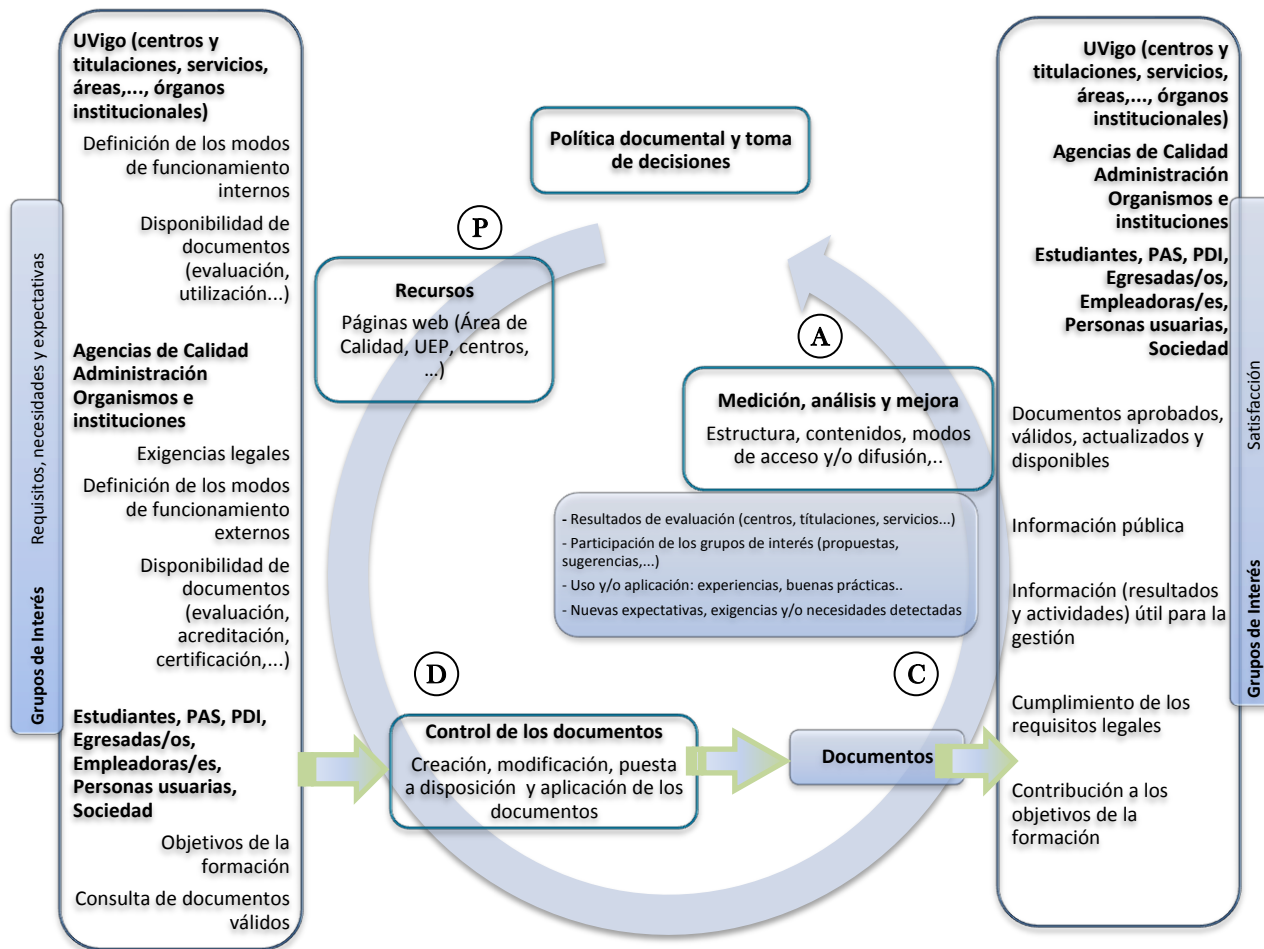 UVigo (centros y
titulaciones, servicios,
áreas,..., órganos
institucionales)
Definición de los modos
de funcionamiento
internos
Disponibilidad de
documentos
(evaluación,
utilización...)
Agencias de Calidad
Administración
Organismos e
instituciones
Exigencias legales
Definición de los modos
de funcionamiento
externos
Disponibilidad de
documentos
(evaluación,
acreditación,
certificación,...)
Estudiantes, PAS, PDI,
Egresadas/os,
Empleadoras/es,
Personas usuarias,
Sociedad
Objetivos de la
formación
Consulta de documentos
válidos
Grupos de Interés
Requisitos, necesidades y expectativas
Política documental y toma
de decisiones
P
Recursos
Páginas web (Área de
Calidad, UEP, centros,
...)
A
Medición, análisis y mejora
Estructura, contenidos, modos
de acceso y/o difusión,..
- Resultados de evaluación (centros, títulaciones, servicios...)
- Participación de los grupos de interés (propuestas,
sugerencias,...)
- Uso y/o aplicación: experiencias, buenas prácticas..
- Nuevas expectativas, exigencias y/o necesidades detectadas
D
C
Control de los documentos
Creación, modificación, puesta
a disposición y aplicación de los
documentos
Documentos
UVigo (centros y
titulaciones, servicios,
áreas,..., órganos
institucionales)
Agencias de Calidad
Administración
Organismos e
instituciones
Estudiantes, PAS, PDI,
Egresadas/os,
Empleadoras/es,
Personas usuarias,
Sociedad
Documentos aprobados,
válidos, actualizados y
disponibles
Información pública
Información (resultados
y actividades) útil para la
gestión
Cumplimiento de los
requisitos legales
Contribución a los
objetivos de la
formación
Grupos de Interés
Satisfacción